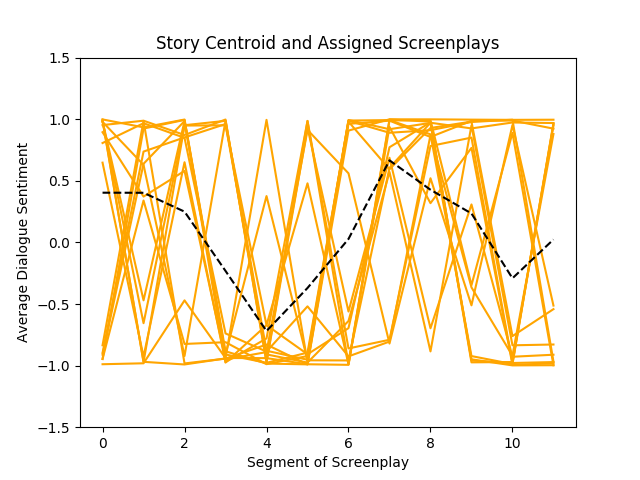 Story Centroid and Assigned Screenplays
1.5
1.0
0.5
0.0
−0.5
−1.0
−1.5
Average Dialogue Sentiment
0 2 4 6 8 10
Segment of Screenplay